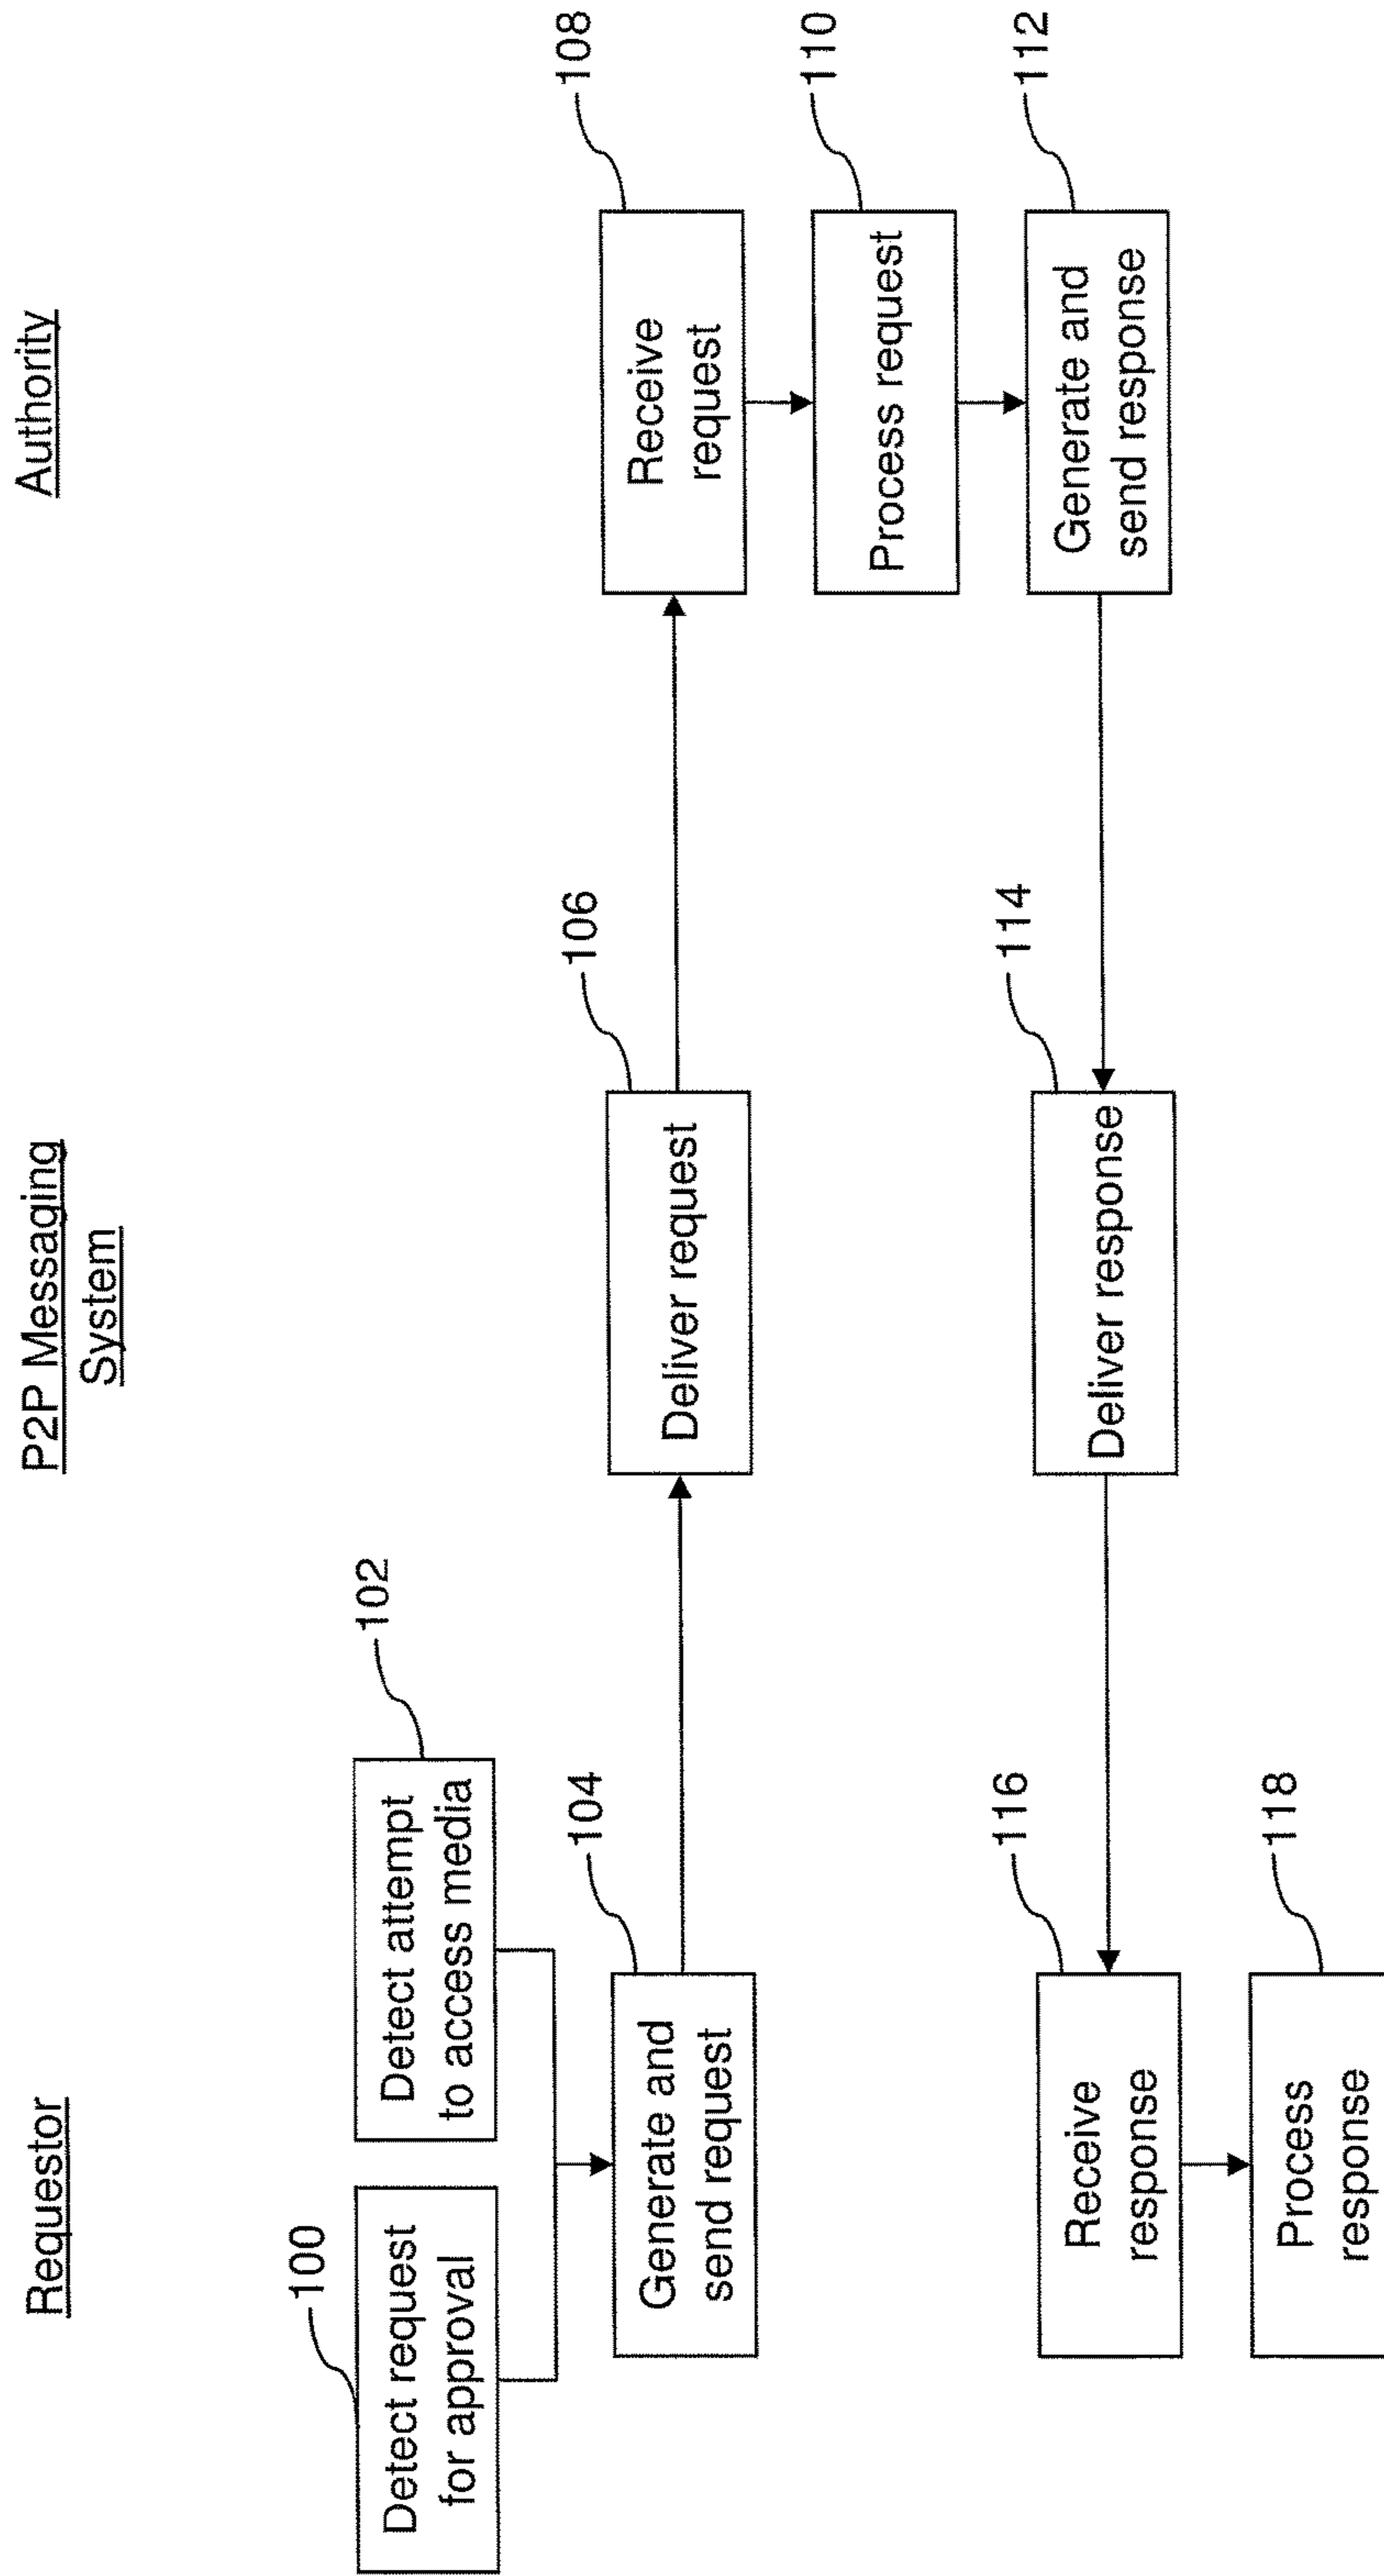 Requestor
P2P Messaging
System
Authority
100
Detect request
for approval
102
Detect attempt
to access media
104
Generate and
send request
106
Deliver request
108
Receive
request
110
Process request
112
Generate and
send response
114
Deliver response
116
Receive
response
118
Process
response